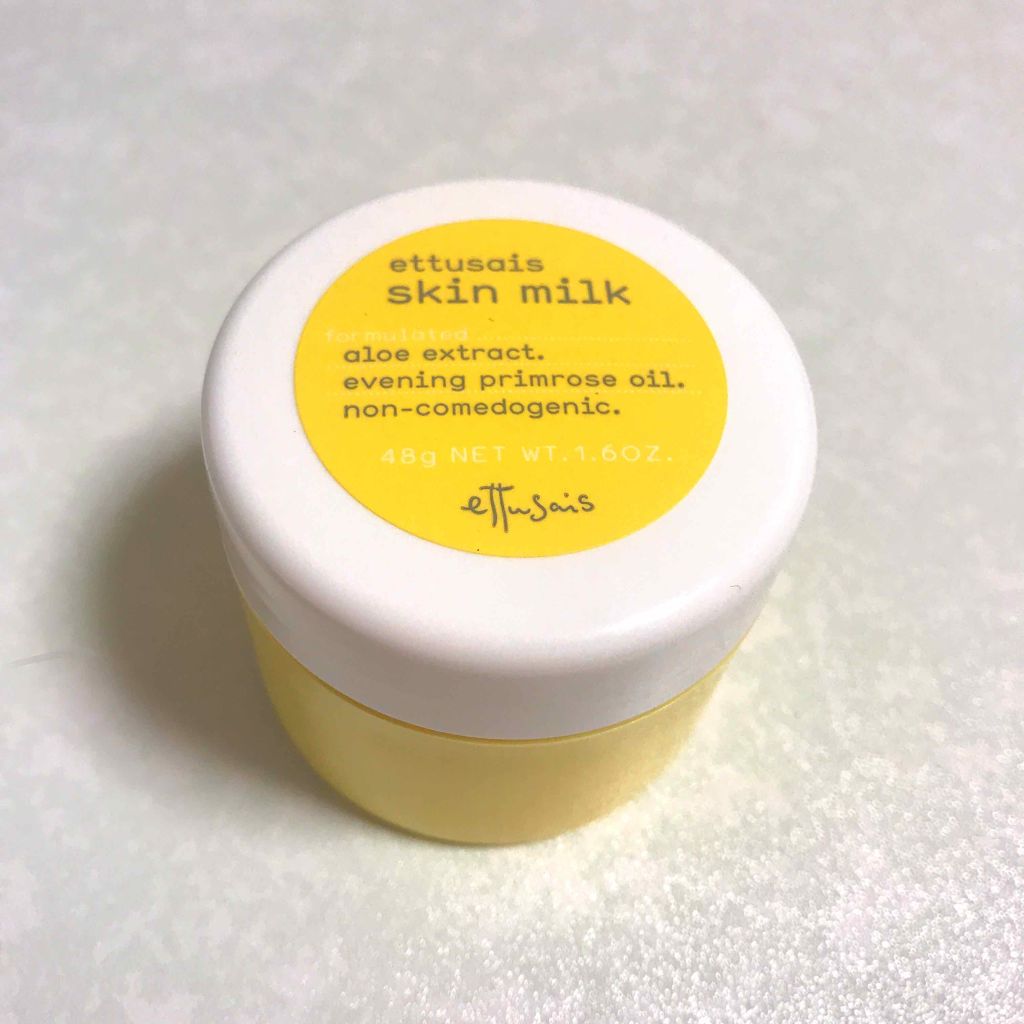 ettusais
skin milk
formulated
aloe extract.
evening primrose oil.
non-comedogenic.
48g NET WT.1.6OZ.
ettusais